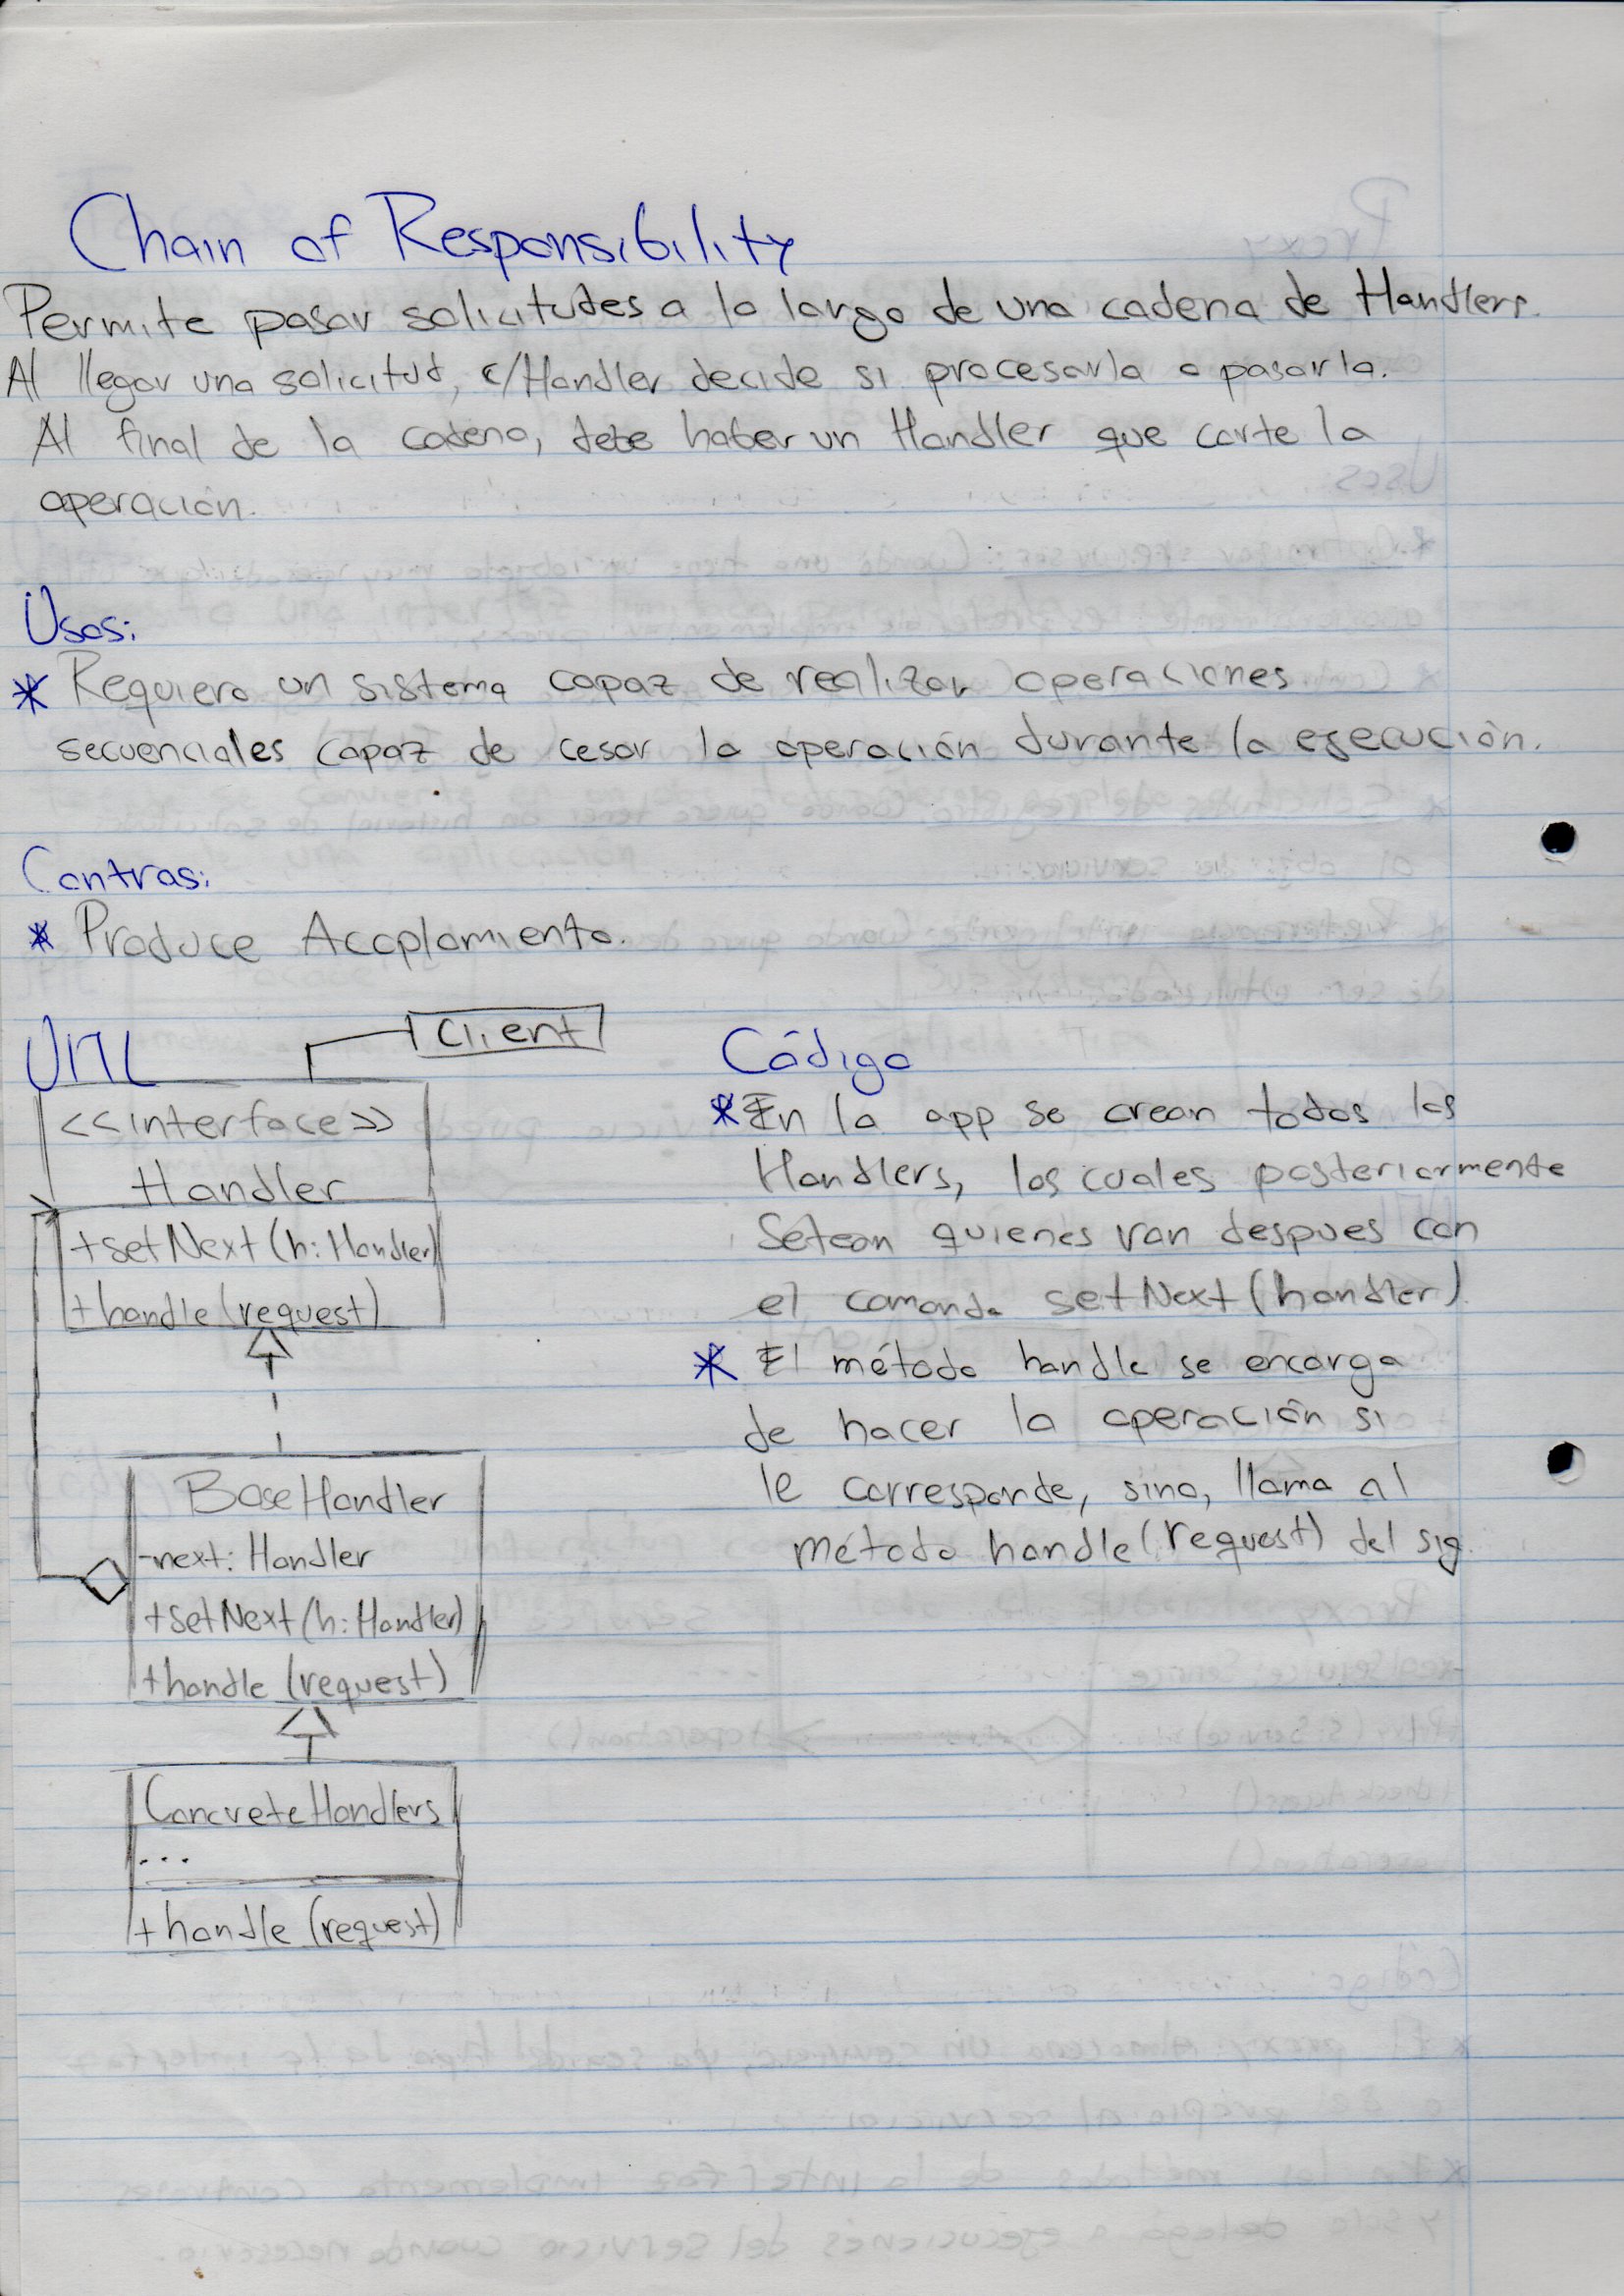 Chain of Responsibility
Permite pasar solicitudes a lo largo de una cadena de Handlers.
Al llegar una solicitud, c/Handler decide si procesarla o pasarla.
Al final de la cadena, debe haber un Handler que corte la
operación.
Usos:
* Requiero un sistema capaz de realizar operaciones
secuenciales capaz de cesar la operación durante la ejecución.
Contras:
* Produce Acoplamiento.
UML
Client
<<interface>>
Handler
+setNext(h: Handler)
+handle(request)
BaseHandler
-next: Handler
+setNext(h: Handler)
+handle (request)
ConcreteHandlers
...
+handle (request)
Código
* En la app se crean todos los
Handlers, los cuales posteriormente
Setean quienes van despues con
el comando setNext(handler)
* El método handle se encarga
de hacer la operación si
le corresponde, sino, llama al
método handle(request) del sig.